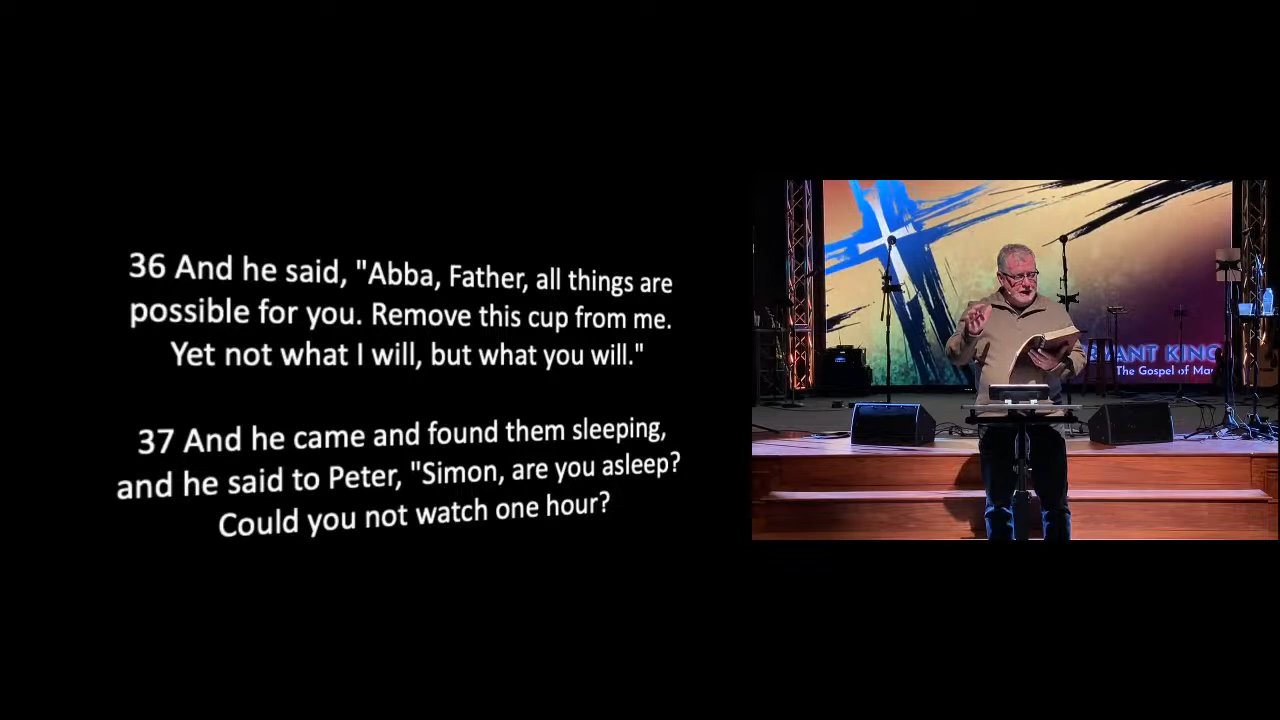 36 And he said, "Abba, Father, all things are
possible for you. Remove this cup from me.
Yet not what I will, but what you will."
37 And he came and found them sleeping,
and he said to Peter, "Simon, are you asleep?
Could you not watch one hour?
The Gospel of